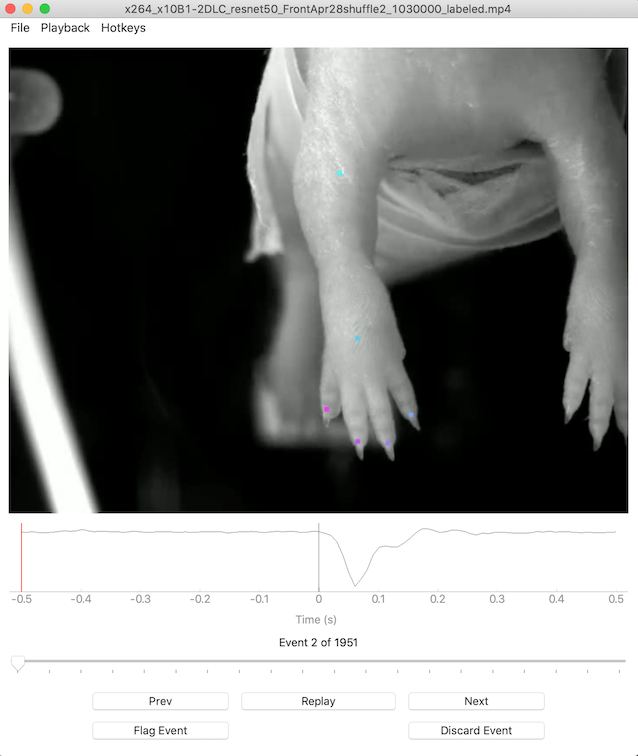 x264_x10B1-2DLC_resnet50_FrontApr28shuffle2_1030000_labeled.mp4
File Playback Hotkeys
-0.5 -0.4 -0.3 -0.2 -0.1 0 0.1 0.2 0.3 0.4 0.5
Time (s)
Event 2 of 1951
Prev Replay Next
Flag Event Discard Event